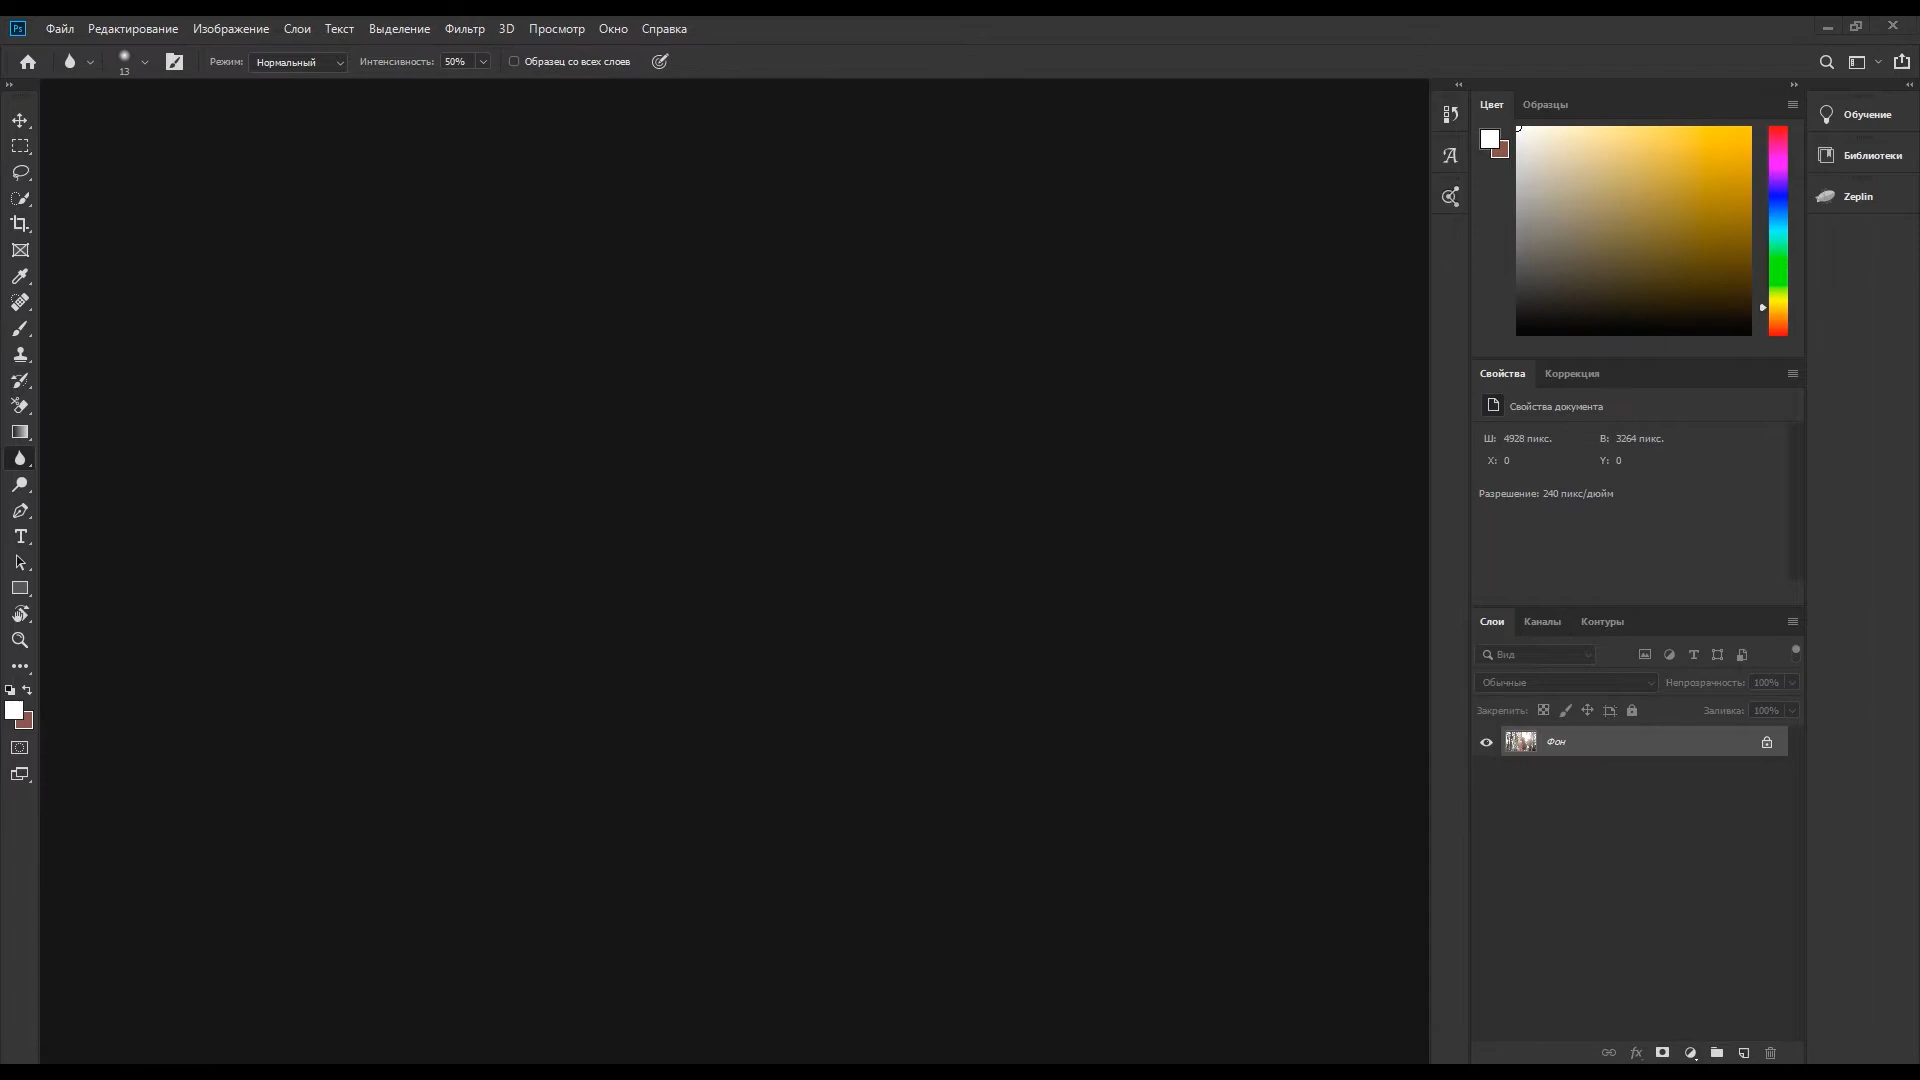 Ps Файл Редактирование Изображение Слои Текст Выделение Фильтр 3D Просмотр Окно Справка
13 Режим: Нормальный Интенсивность: 50% Образец со всех слоев
Цвет Образцы
Обучение
Библиотеки
Zeplin
Свойства Коррекция
Свойства документа
Ш: 4928 пикс. В: 3264 пикс.
X: 0 Y: 0
Разрешение: 240 пикс/дюйм
Слои Каналы Контуры
Вид
Обычные Непрозрачность: 100%
Закрепить: Заливка: 100%
Фон
fx